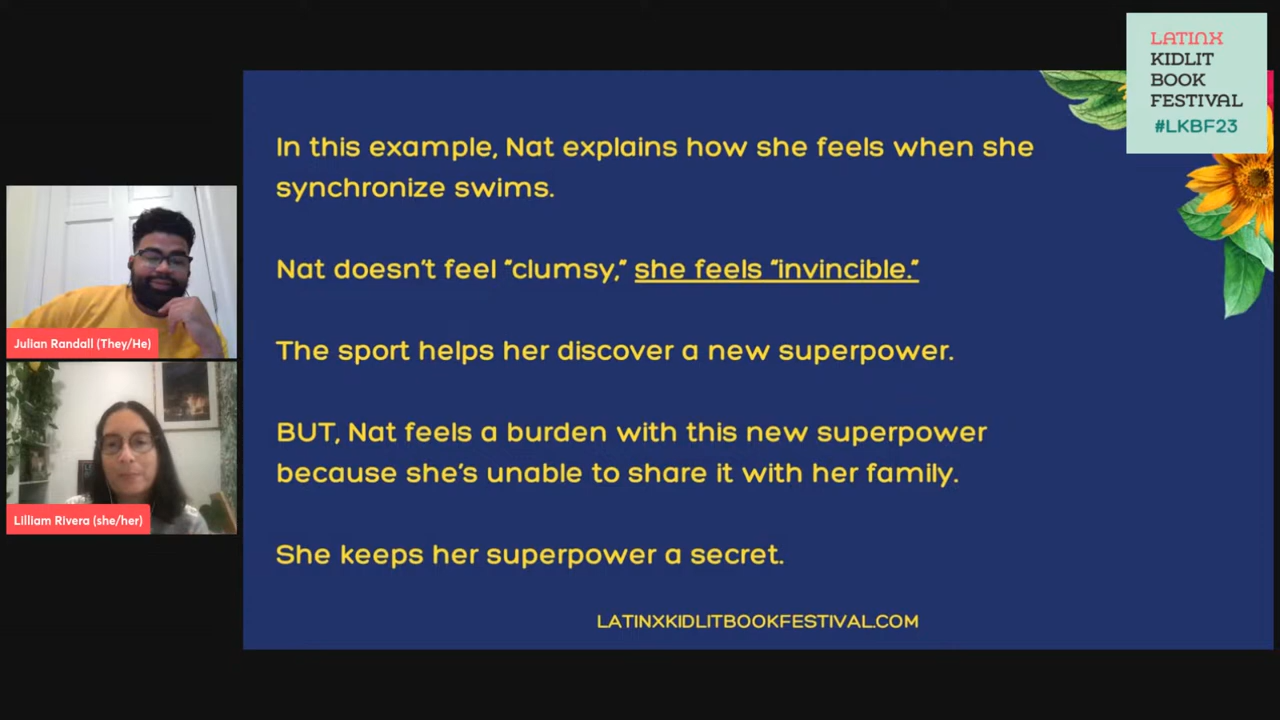 LATINX
KIDLIT
BOOK
FESTIVAL
#LKBF23
In this example, Nat explains how she feels when she
synchronize swims.
Nat doesn't feel “clumsy,” she feels “invincible.”
The sport helps her discover a new superpower.
BUT, Nat feels a burden with this new superpower
because she's unable to share it with her family.
She keeps her superpower a secret.
LATINXKIDLITBOOKFESTIVAL.COM
Julian Randall (They/He)
Lilliam Rivera (she/her)